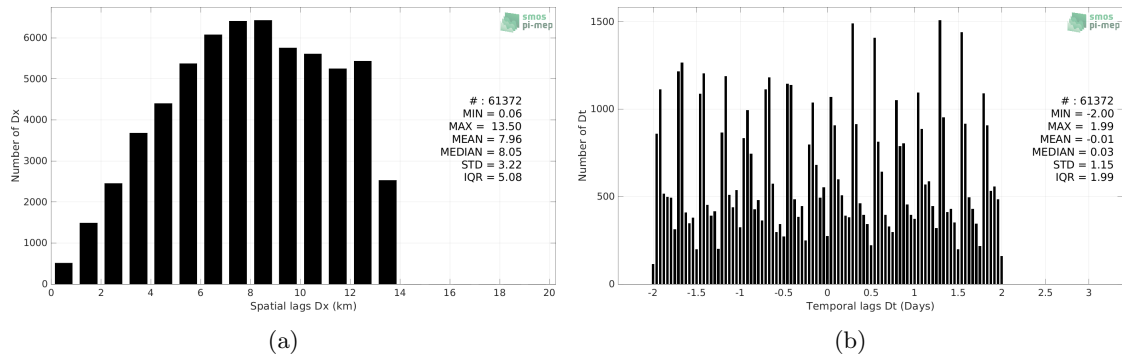 smos
pi-mep
Number of Dx
6000
5000
4000
3000
2000
1000
0
# : 61372
MIN = 0.06
MAX = 13.50
MEAN = 7.96
MEDIAN = 8.05
STD = 3.22
IQR = 5.08
0 2 4 6 8 10 12 14 16 18 20
Spatial lags Dx (km)
(a)
smos
pi-mep
Number of Dt
1500
1000
500
0
# : 61372
MIN = -2.00
MAX = 1.99
MEAN = -0.01
MEDIAN = 0.03
STD = 1.15
IQR = 1.99
-2 -1.5 -1 -0.5 0 0.5 1 1.5 2 2.5 3
Temporal lags Dt (Days)
(b)